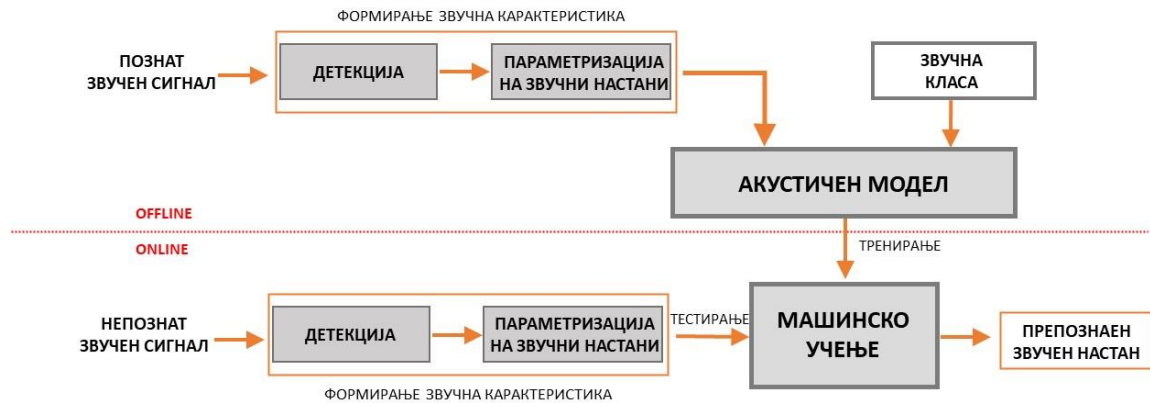 ФОРМИРАЊЕ ЗВУЧНА КАРАКТЕРИСТИКА
ПОЗНАТ
ЗВУЧЕН СИГНАЛ
ДЕТЕКЦИЈА
ПАРАМЕТРИЗАЦИЈА
НА ЗВУЧНИ НАСТАНИ
ЗВУЧНА
КЛАСА
АКУСТИЧЕН МОДЕЛ
OFFLINE
ONLINE
ТРЕНИРАЊЕ
НЕПОЗНАТ
ЗВУЧЕН СИГНАЛ
ДЕТЕКЦИЈА
ПАРАМЕТРИЗАЦИЈА
НА ЗВУЧНИ НАСТАНИ
ТЕСТИРАЊЕ
МАШИНСКО
УЧЕЊЕ
ПРЕПОЗНАЕН
ЗВУЧЕН НАСТАН
ФОРМИРАЊЕ ЗВУЧНА КАРАКТЕРИСТИКА